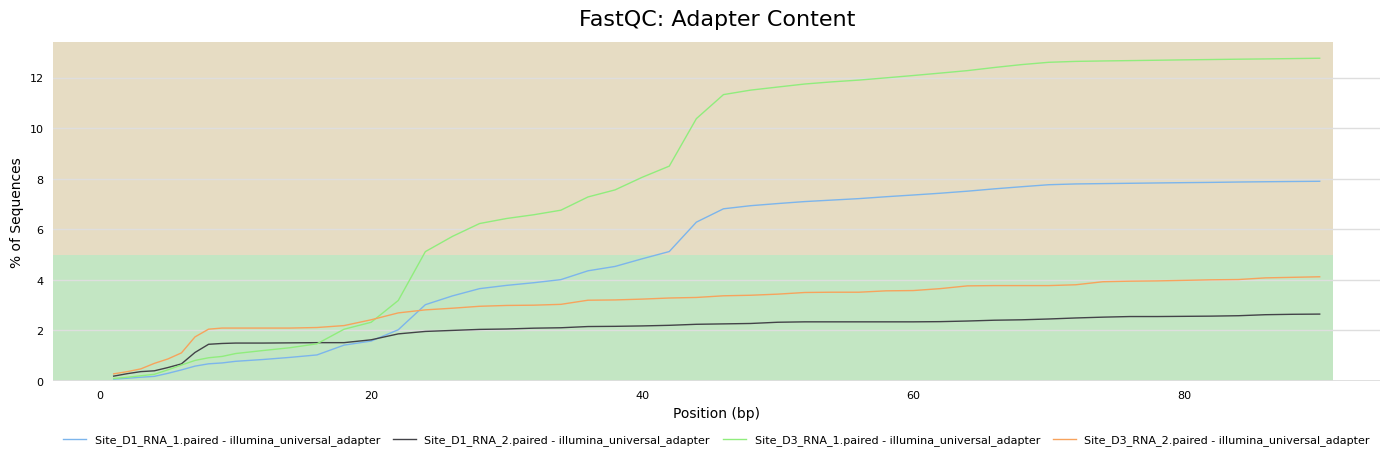 FastQC: Adapter Content
% of Sequences
12
10
8
6
4
2
0
0 20 40 60 80
Position (bp)
Site_D1_RNA_1.paired - illumina_universal_adapter Site_D1_RNA_2.paired - illumina_universal_adapter Site_D3_RNA_1.paired - illumina_universal_adapter Site_D3_RNA_2.paired - illumina_universal_adapter